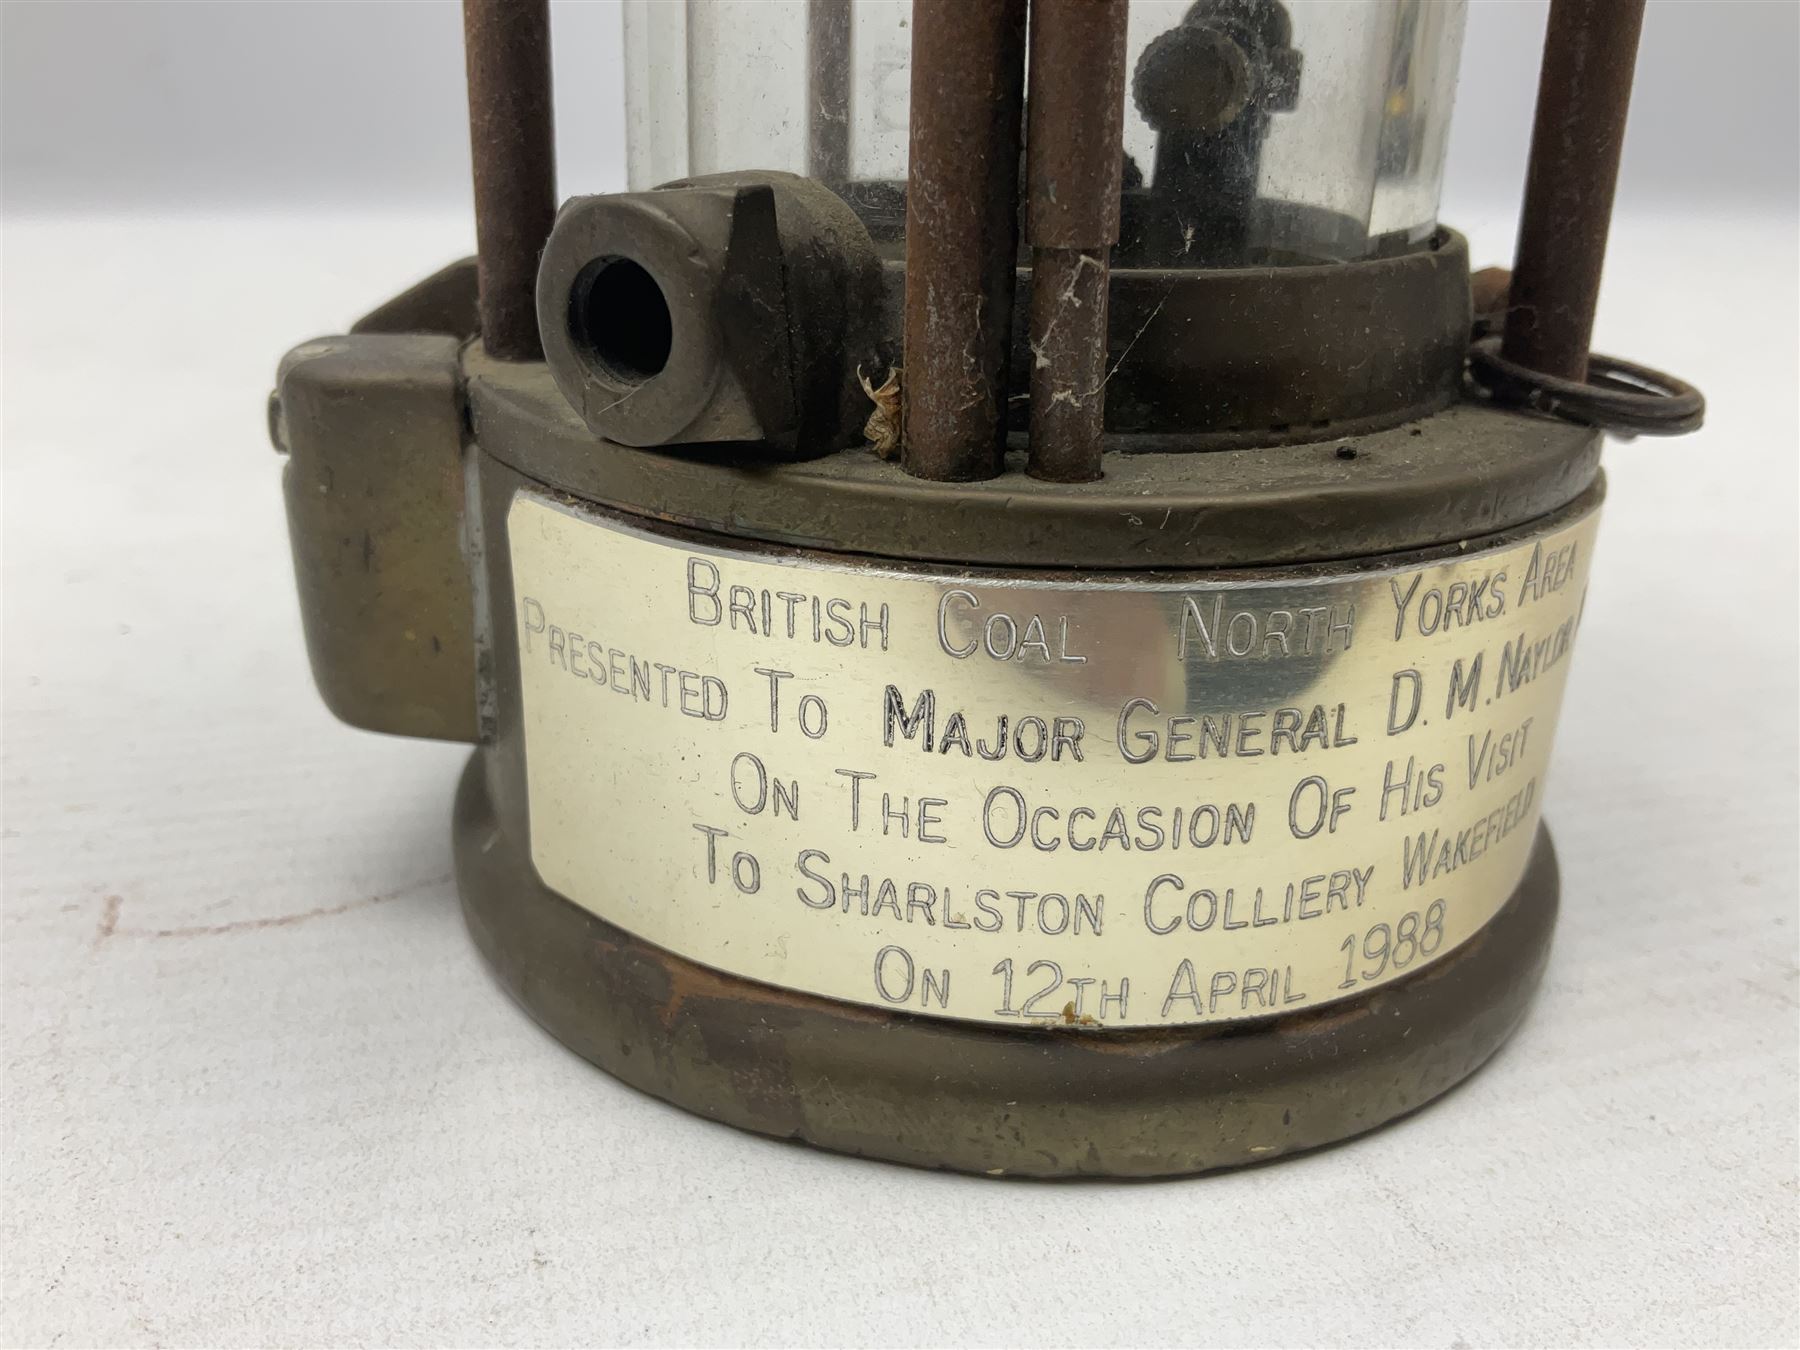 BRITISH COAL NORTH YORKS. AREA
PRESENTED TO MAJOR GENERAL D. M. NAYLOR
ON THE OCCASION OF HIS VISIT
TO SHARLSTON COLLIERY WAKEFIELD
ON 12TH APRIL 1988